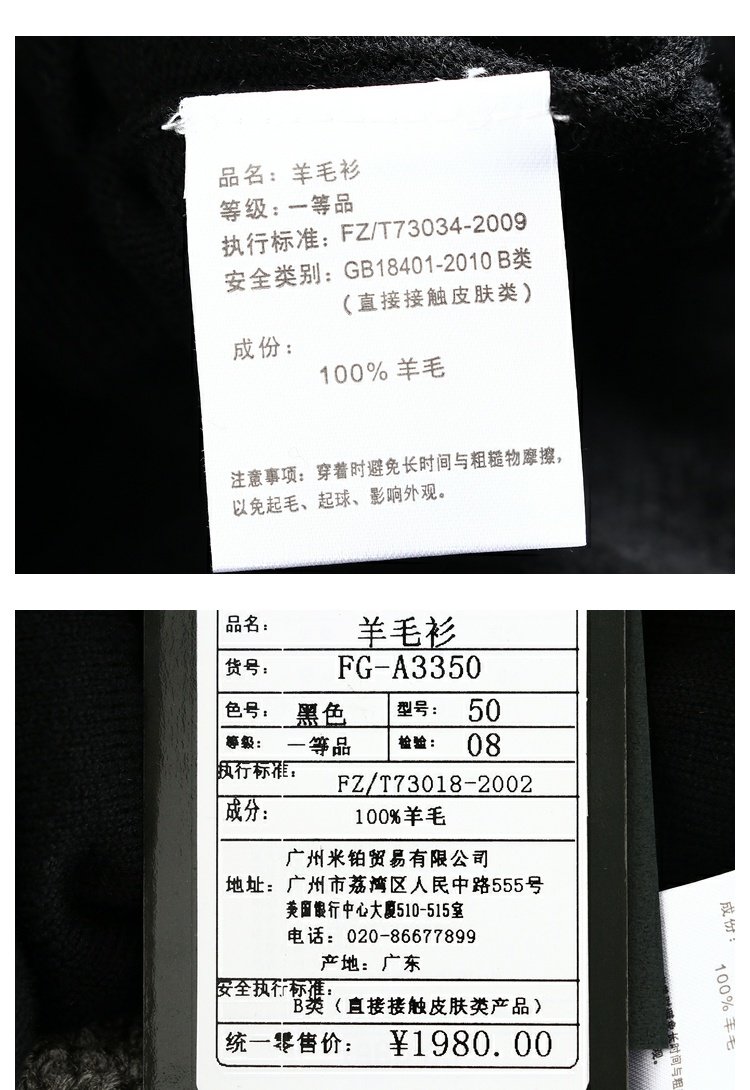 品名：羊毛衫
等级：一等品
执行标准：FZ/T73034-2009
安全类别：GB18401-2010 B类
（直接接触皮肤类）
成份：
100% 羊毛
注意事项：穿着时避免长时间与粗糙物摩擦，
以免起毛、起球、影响外观。
品名： 羊毛衫
货号： FG-A3350
色号： 黑色 型号： 50
等级： 一等品 检验： 08
执行标准：
FZ/T73018-2002
成分： 100%羊毛
广州米铂贸易有限公司
地址：广州市荔湾区人民中路555号
美国银行中心大厦510-515室
电话：020-86677899
产地：广东
安全执行标准：
B类（直接接触皮肤类产品）
统一零售价： ¥1980.00
成份：
100%羊毛